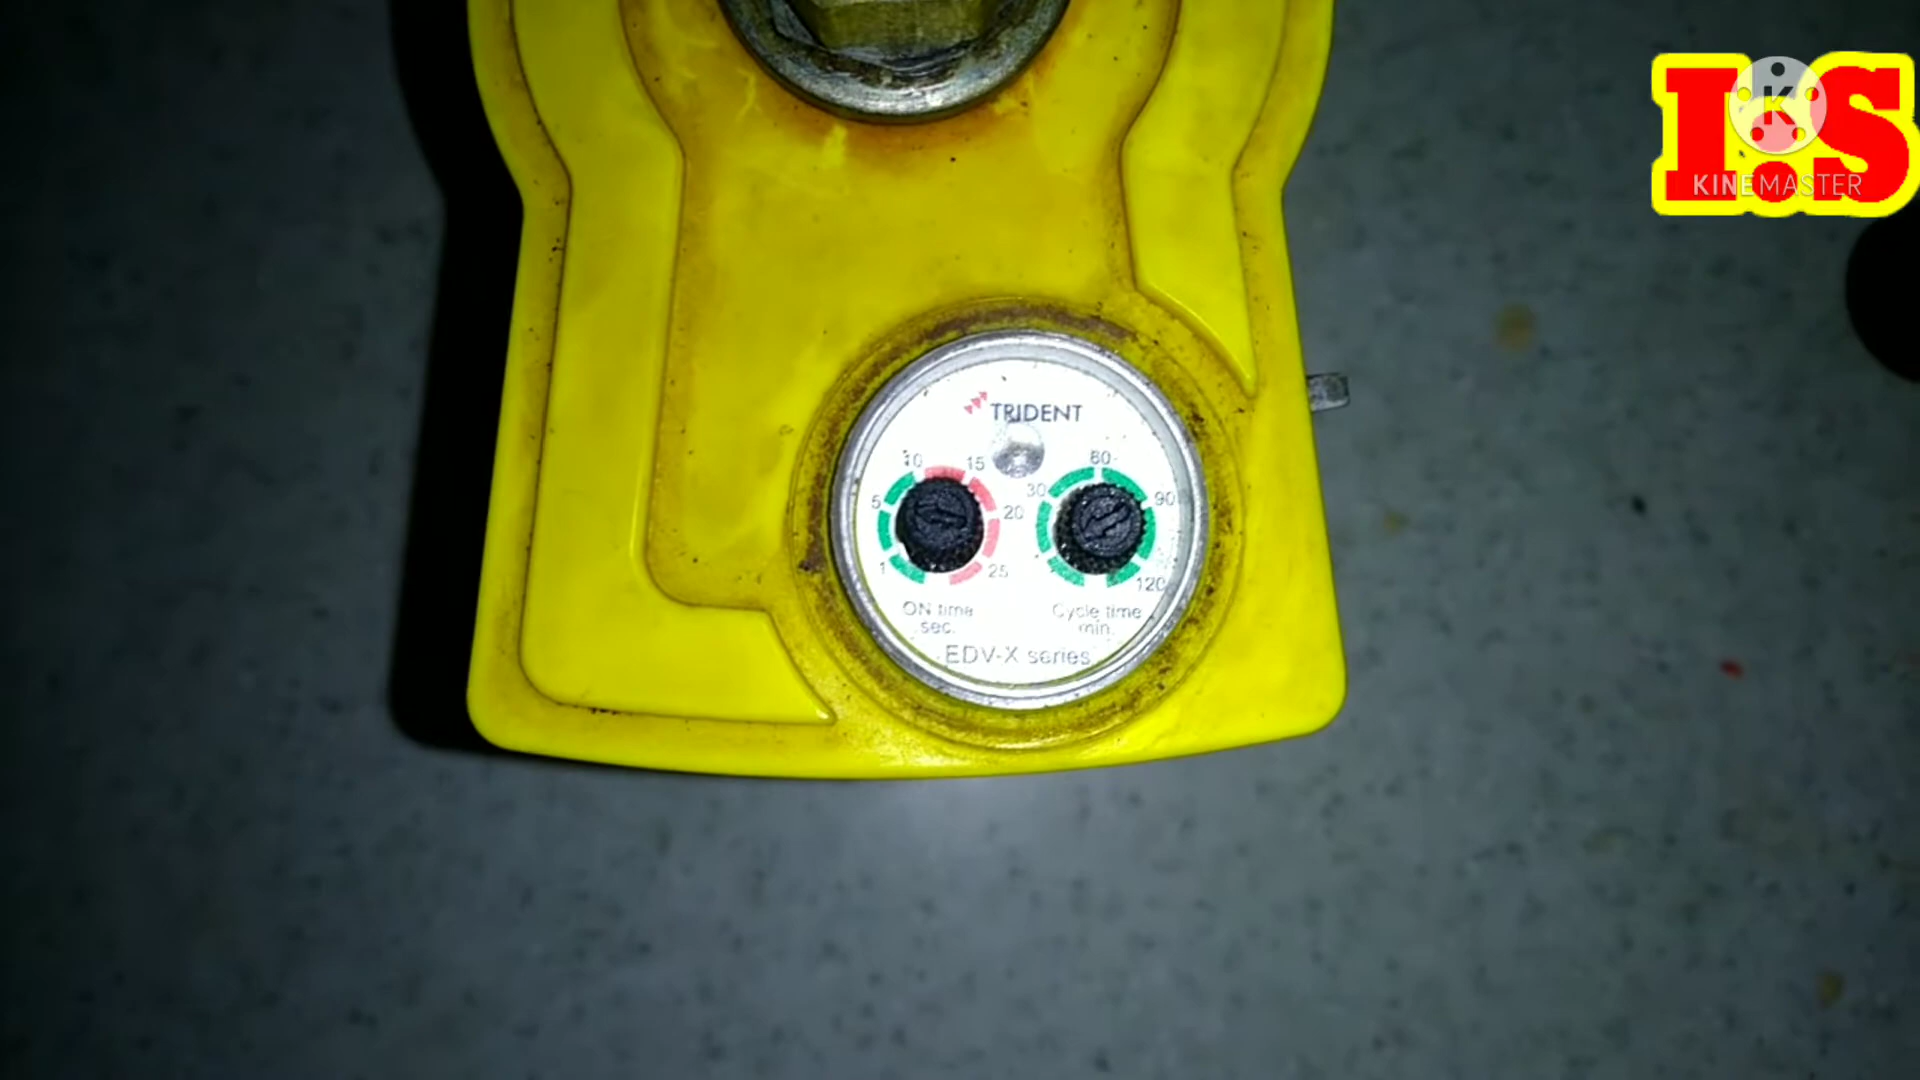 I.S
K
KINEMASTER
TRIDENT
10 15
5 20
1 25
60
30 90
120
ON time
sec.
Cycle time
min.
EDV-X series